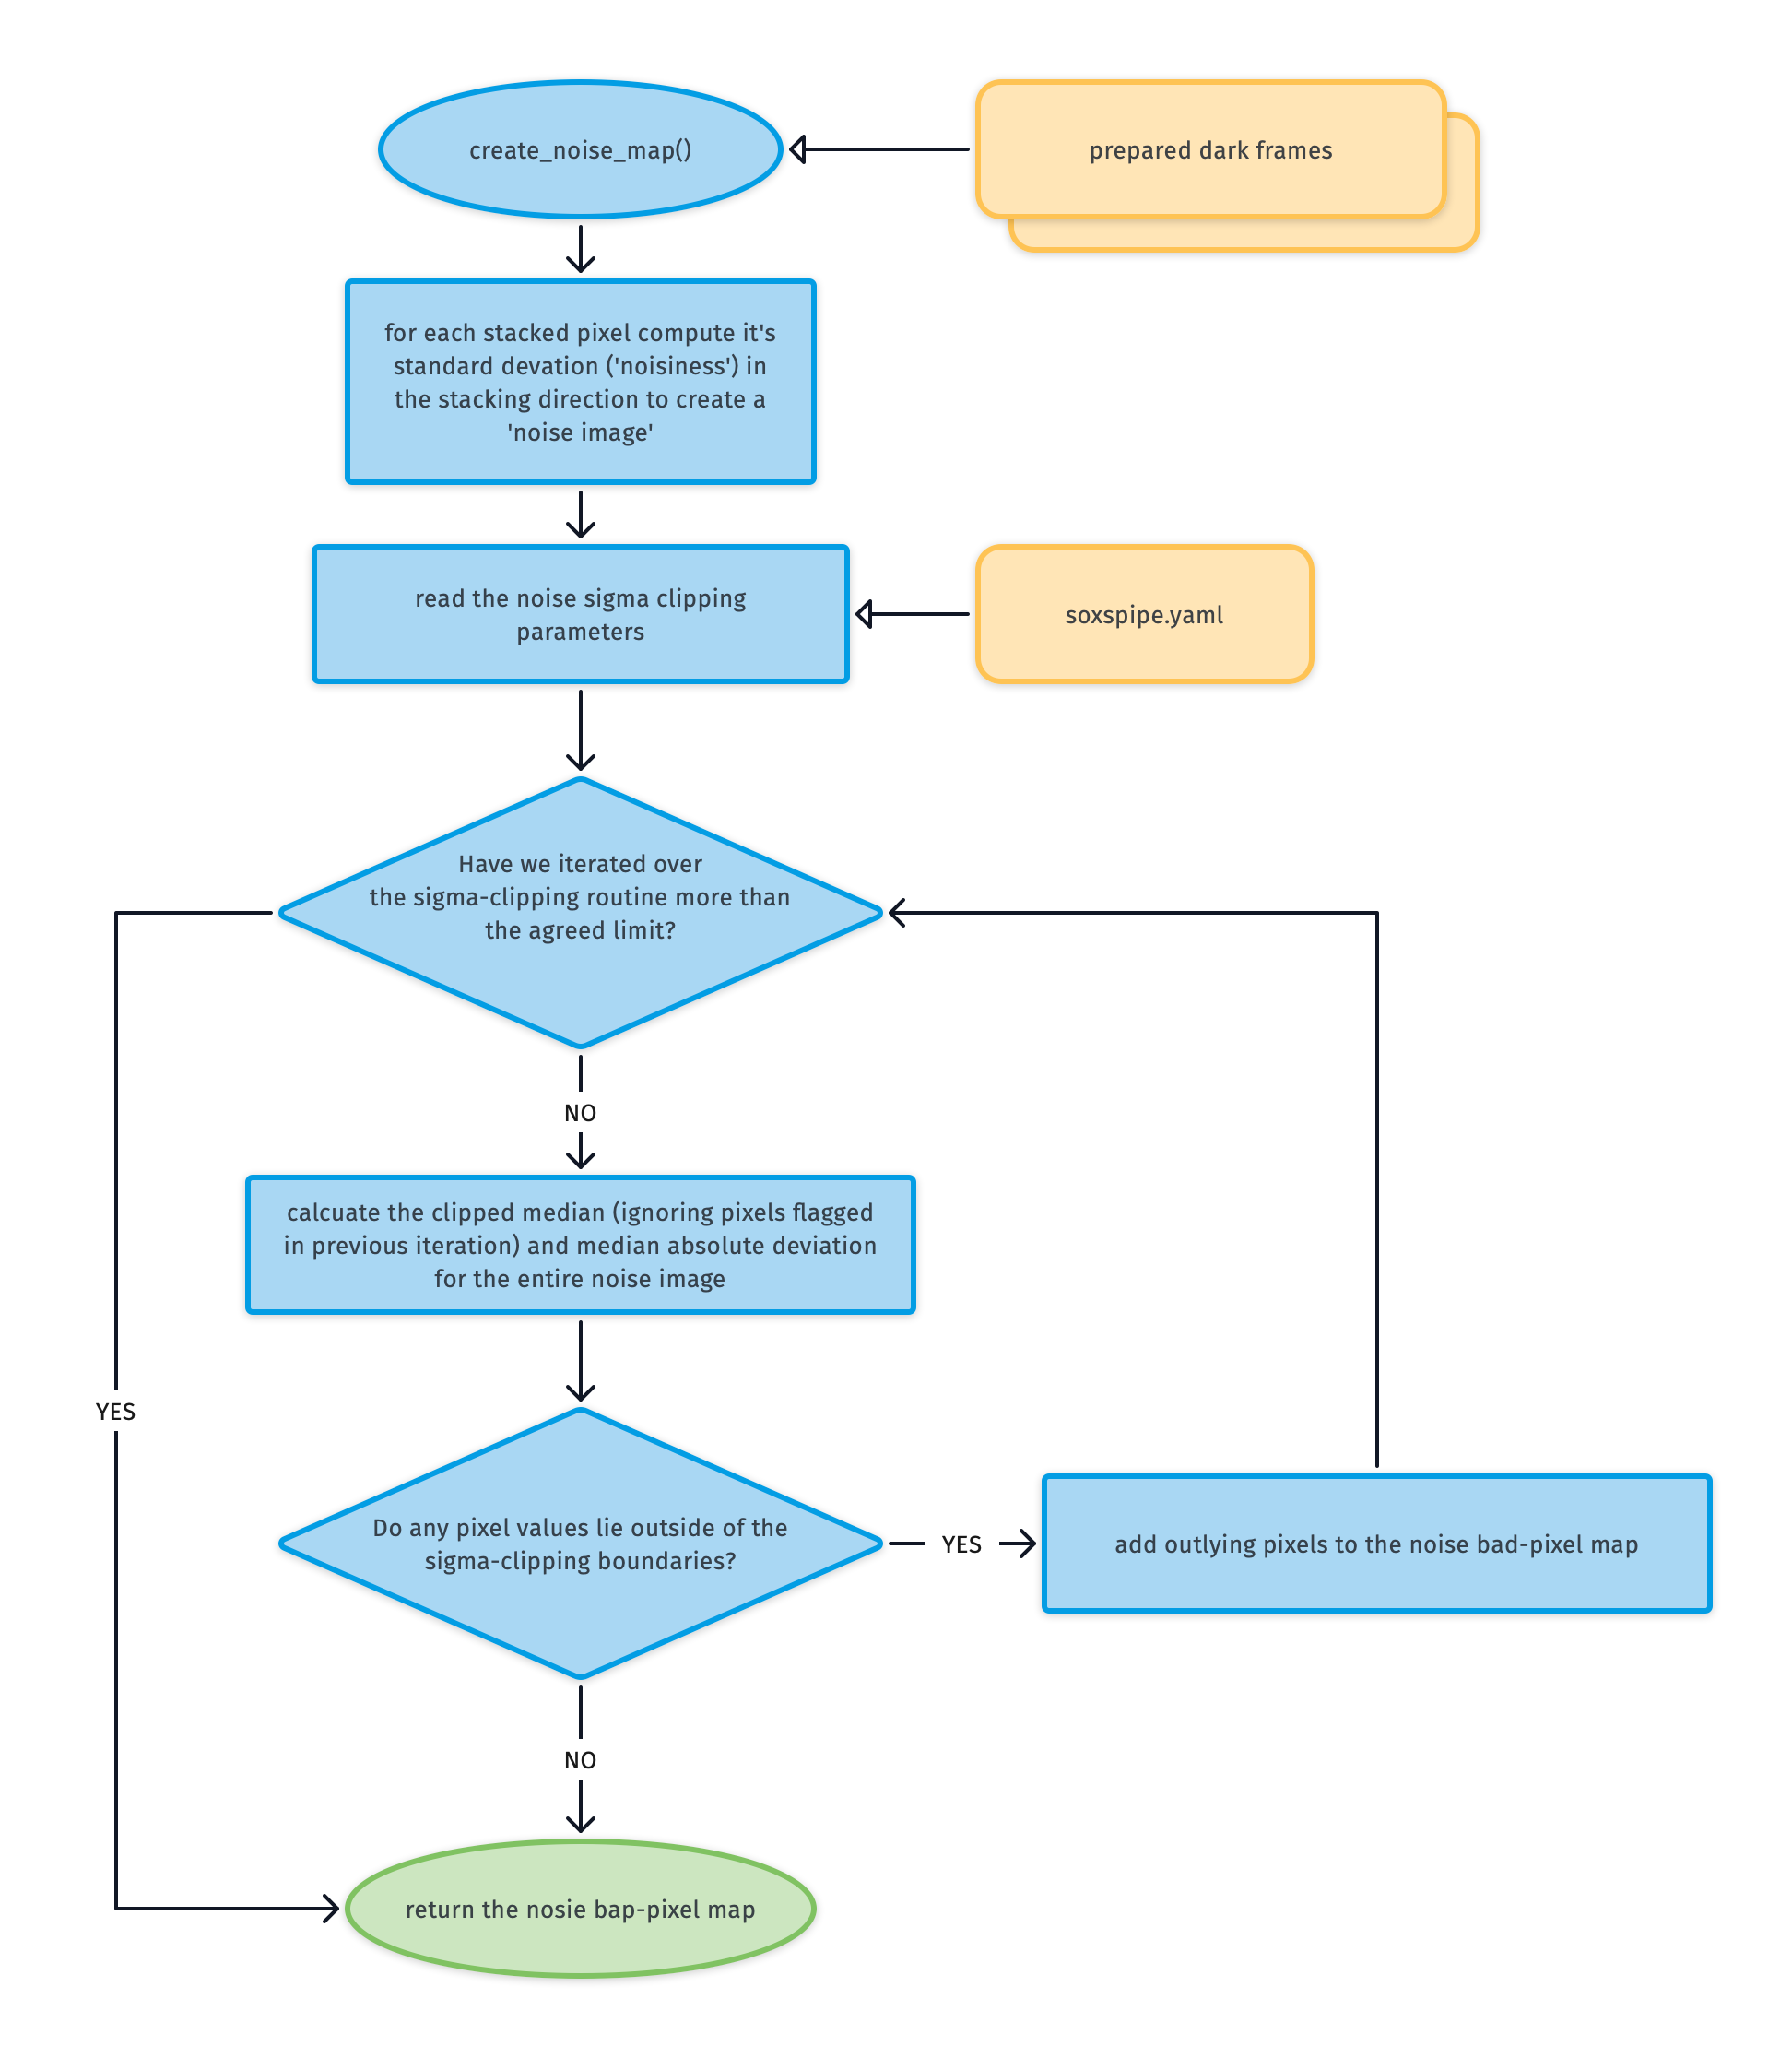 create_noise_map()
prepared dark frames
for each stacked pixel compute it's
standard devation ('noisiness') in
the stacking direction to create a
'noise image'
read the noise sigma clipping
parameters
soxspipe.yaml
Have we iterated over
the sigma-clipping routine more than
the agreed limit?
NO
calcuate the clipped median (ignoring pixels flagged
in previous iteration) and median absolute deviation
for the entire noise image
YES
Do any pixel values lie outside of the
sigma-clipping boundaries?
YES
add outlying pixels to the noise bad-pixel map
NO
return the nosie bap-pixel map